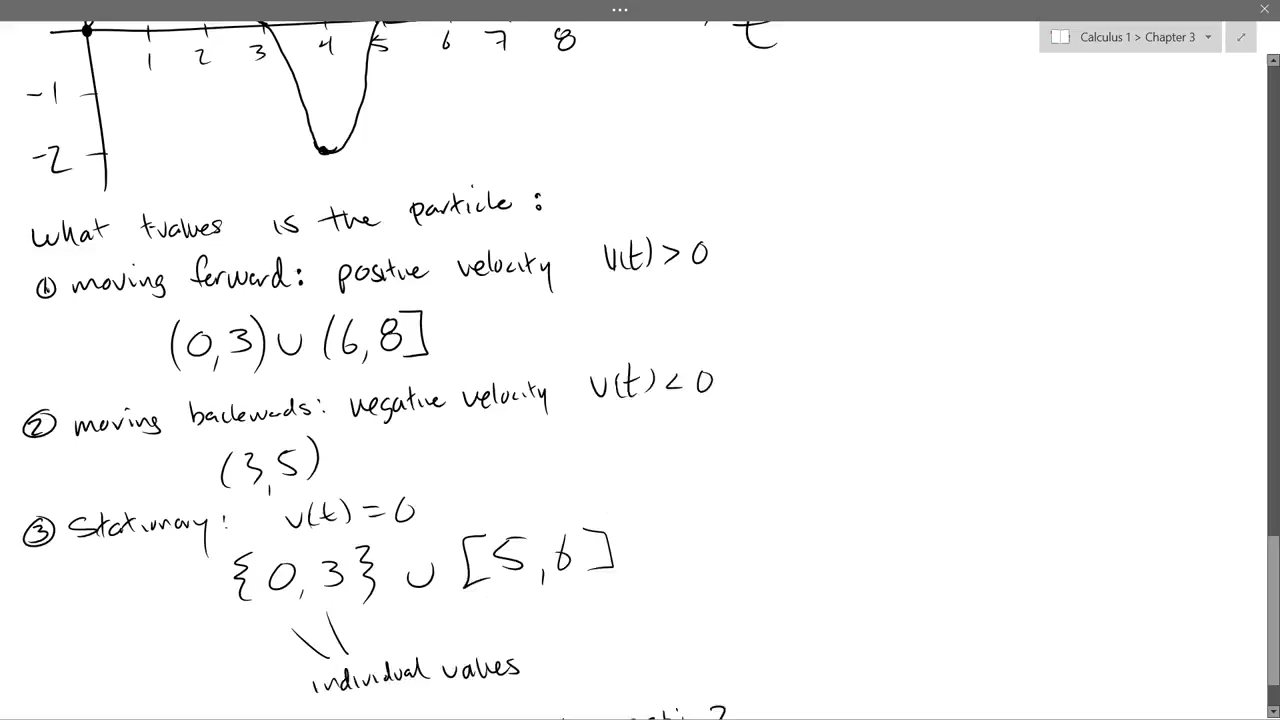 Calculus 1 > Chapter 3
t
1 2 3 4 5 6 7 8
-1
-2
What t-values is the particle:
① moving forward: positive velocity v(t) > 0
(0,3) ∪ (6,8]
② moving backwards: negative velocity v(t) < 0
(3,5)
③ Stationary: v(t) = 0
{0,3} ∪ [5,6]
individual values